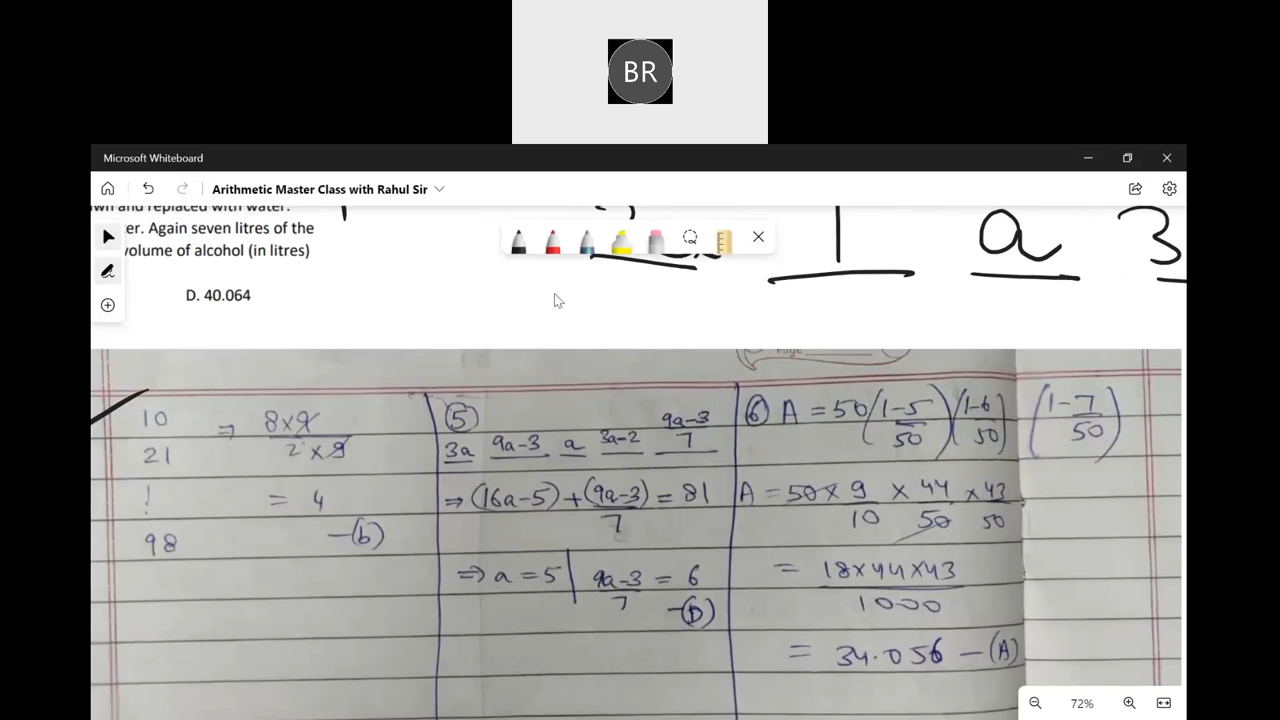 BR
Microsoft Whiteboard
Arithmetic Master Class with Rahul Sir
wn and replaced with water.
er. Again seven litres of the
volume of alcohol (in litres)
D. 40.064
1 a 3
10
21
!
98
⇒ 8×9 / 2×9
= 4
-(b)
⑤
3a 9a-3 a 3a-2 9a-3/7
⇒ (16a-5) + (9a-3)/7 = 81
⇒ a = 5 | 9a-3/7 = 6
-(D)
⑥ A = 50 (1-5/50) (1-6/50) (1-7/50)
A = 50 × 9/10 × 44/50 × 43/50
= 18×44×43 / 1000
= 34.056 - (A)
72%